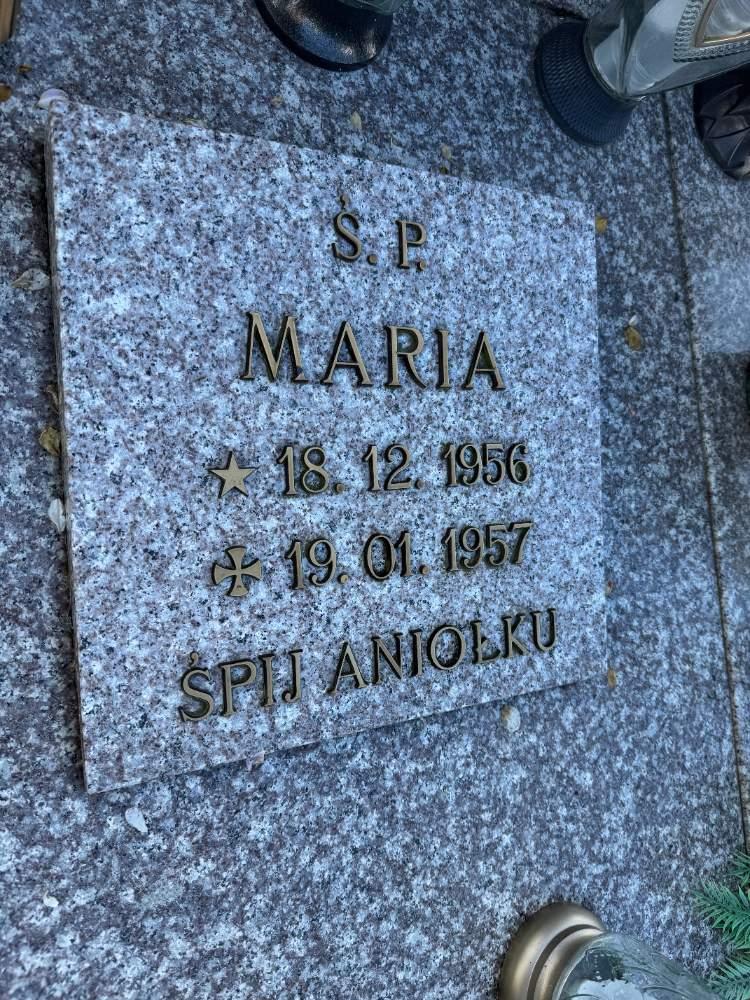 Ś. P.
MARIA
★ 18. 12. 1956
✠ 19. 01. 1957
ŚPIJ ANIOŁKU